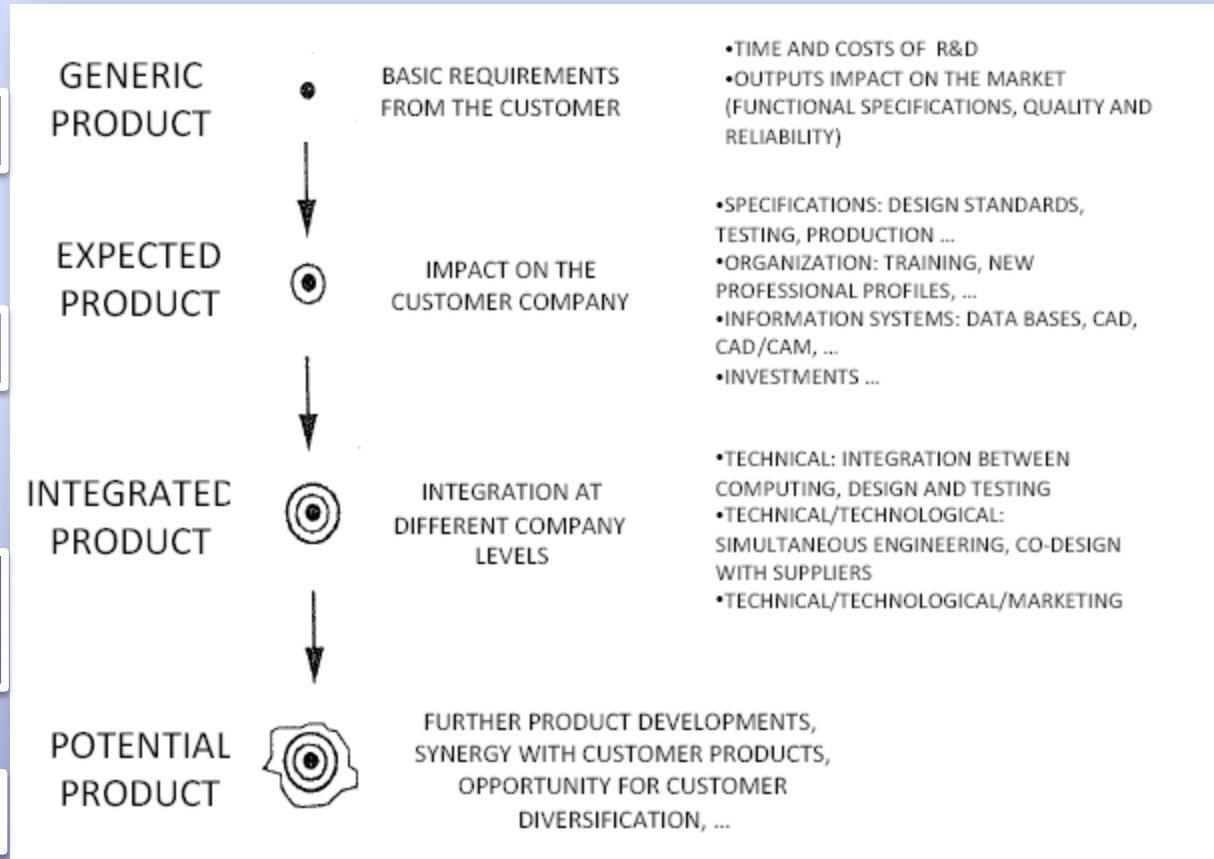 GENERIC
PRODUCT
BASIC REQUIREMENTS
FROM THE CUSTOMER
•TIME AND COSTS OF R&D
•OUTPUTS IMPACT ON THE MARKET
(FUNCTIONAL SPECIFICATIONS, QUALITY AND
RELIABILITY)
EXPECTED
PRODUCT
IMPACT ON THE
CUSTOMER COMPANY
•SPECIFICATIONS: DESIGN STANDARDS,
TESTING, PRODUCTION ...
•ORGANIZATION: TRAINING, NEW
PROFESSIONAL PROFILES, ...
•INFORMATION SYSTEMS: DATA BASES, CAD,
CAD/CAM, ...
•INVESTMENTS ...
INTEGRATED
PRODUCT
INTEGRATION AT
DIFFERENT COMPANY
LEVELS
•TECHNICAL: INTEGRATION BETWEEN
COMPUTING, DESIGN AND TESTING
•TECHNICAL/TECHNOLOGICAL:
SIMULTANEOUS ENGINEERING, CO-DESIGN
WITH SUPPLIERS
•TECHNICAL/TECHNOLOGICAL/MARKETING
POTENTIAL
PRODUCT
FURTHER PRODUCT DEVELOPMENTS,
SYNERGY WITH CUSTOMER PRODUCTS,
OPPORTUNITY FOR CUSTOMER
DIVERSIFICATION, ...